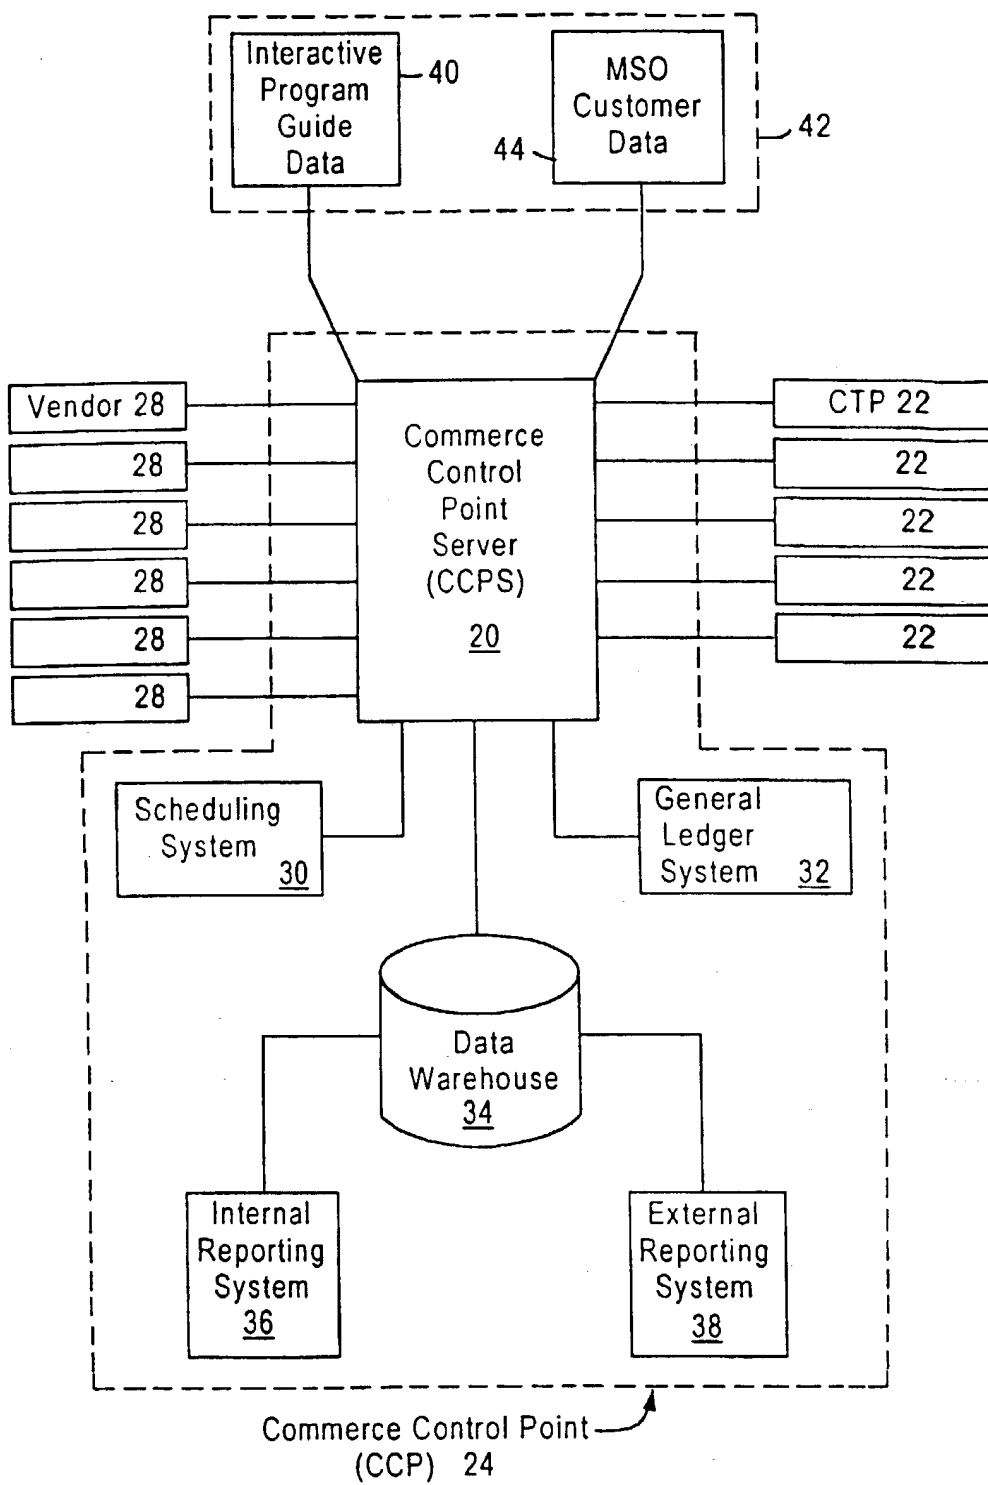 Interactive
Program
Guide
Data
40
MSO
Customer
Data
44
42
Vendor 28
28
28
28
28
28
Commerce
Control
Point
Server
(CCPS)
20
CTP 22
22
22
22
22
Scheduling
System
30
General
Ledger
System 32
Data
Warehouse
34
Internal
Reporting
System
36
External
Reporting
System
38
Commerce Control Point
(CCP) 24